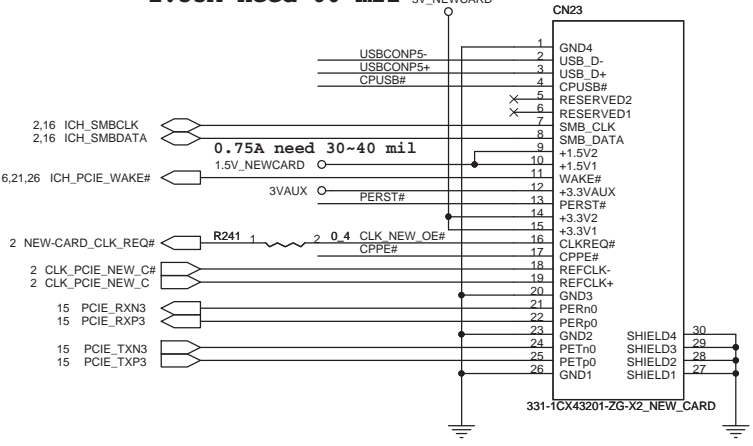 3V_NEWCARD
CN23
1 GND4
USBCONP5- 2 USB_D-
USBCONP5+ 3 USB_D+
CPUSB# 4 CPUSB#
5 RESERVED2
6 RESERVED1
2,16 ICH_SMBCLK 7 SMB_CLK
2,16 ICH_SMBDATA 8 SMB_DATA
0.75A need 30~40 mil 9 +1.5V2
1.5V_NEWCARD 10 +1.5V1
6,21,26 ICH_PCIE_WAKE# 11 WAKE#
3VAUX 12 +3.3VAUX
PERST# 13 PERST#
14 +3.3V2
15 +3.3V1
2 NEW-CARD_CLK_REQ# R241 1 2 0_4 CLK_NEW_OE# 16 CLKREQ#
CPPE# 17 CPPE#
2 CLK_PCIE_NEW_C# 18 REFCLK-
2 CLK_PCIE_NEW_C 19 REFCLK+
20 GND3
15 PCIE_RXN3 21 PERn0
15 PCIE_RXP3 22 PERp0
23 GND2 SHIELD4 30
15 PCIE_TXN3 24 PETn0 SHIELD3 29
15 PCIE_TXP3 25 PETp0 SHIELD2 28
26 GND1 SHIELD1 27
331-1CX43201-ZG-X2_NEW_CARD